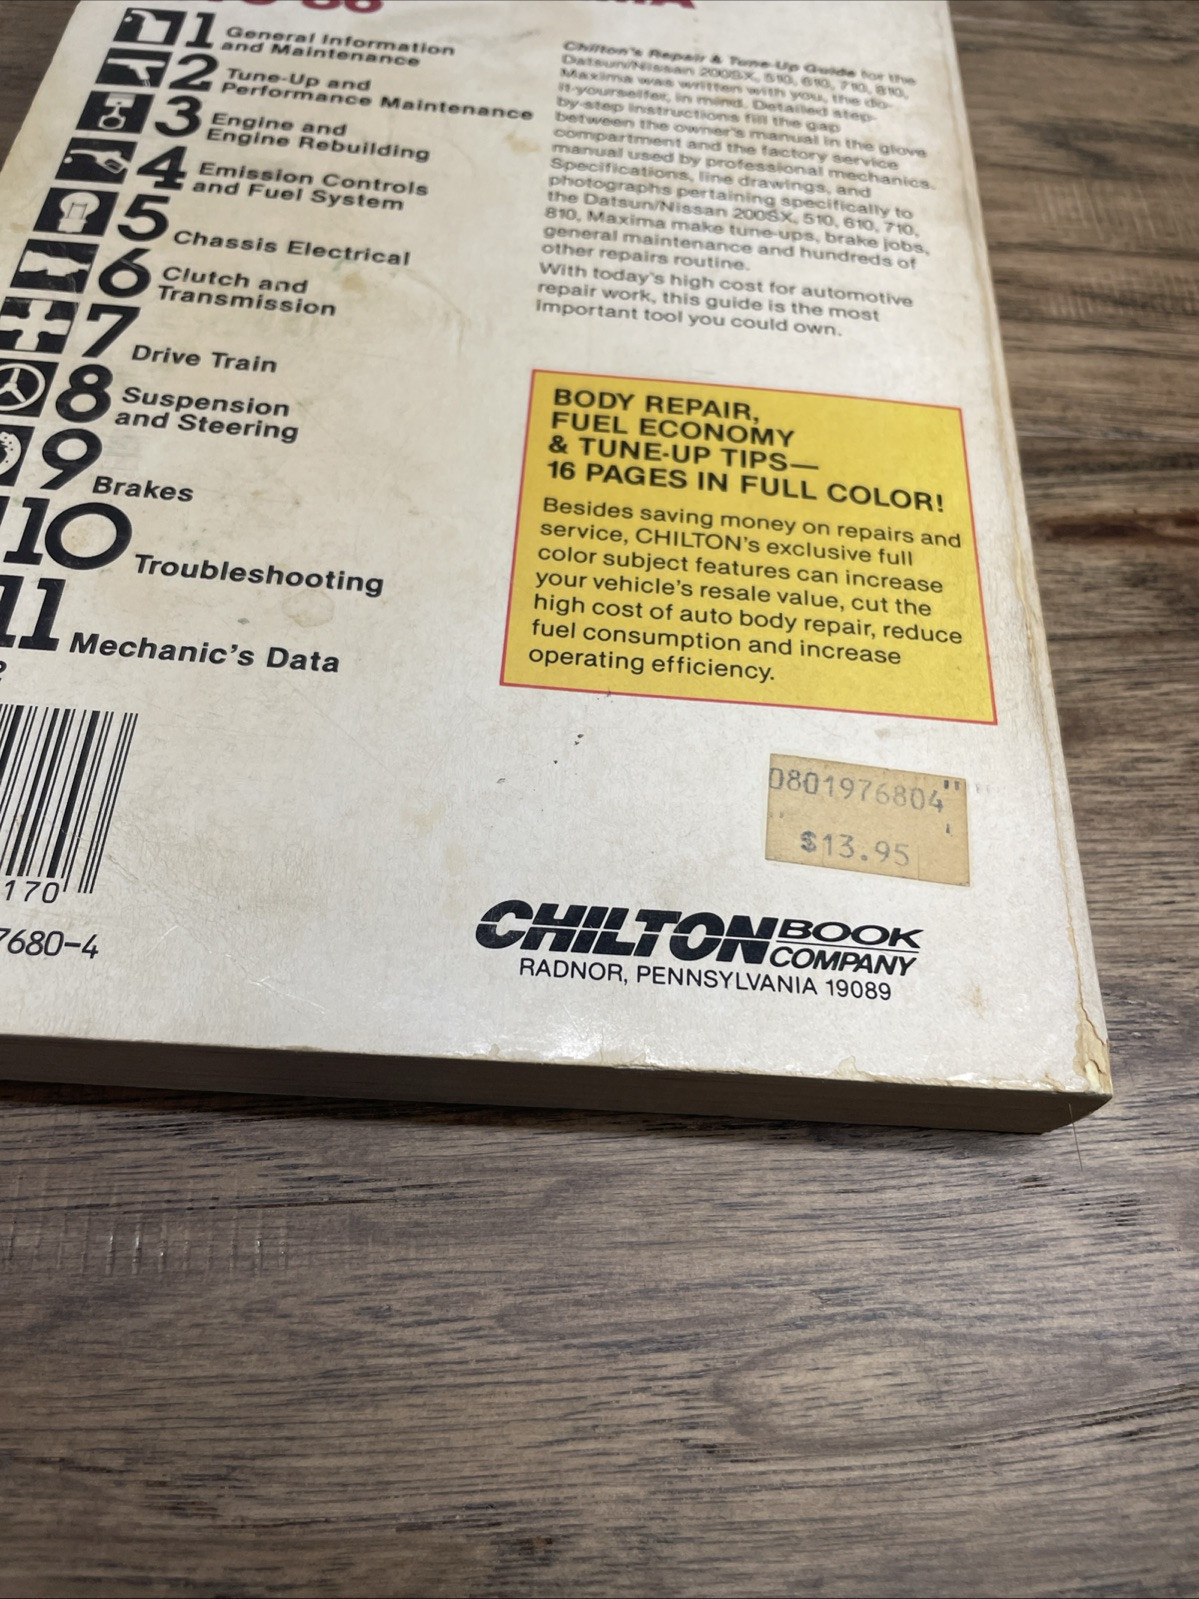 1 General Information
and Maintenance
2 Tune-Up and
Performance Maintenance
3 Engine and
Engine Rebuilding
4 Emission Controls
and Fuel System
5 Chassis Electrical
6 Clutch and
Transmission
7 Drive Train
8 Suspension
and Steering
9 Brakes
10 Troubleshooting
11 Mechanic's Data
170
7680-4
Chilton's Repair & Tune-Up Guide for the
Datsun/Nissan 200SX, 510, 610, 710, 810,
Maxima was written with you, the do-
it-yourselfer, in mind. Detailed step-
by-step instructions fill the gap
between the owner's manual in the glove
compartment and the factory service
manual used by professional mechanics.
Specifications, line drawings, and
photographs pertaining specifically to
the Datsun/Nissan 200SX, 510, 610, 710,
810, Maxima make tune-ups, brake jobs,
general maintenance and hundreds of
other repairs routine.
With today's high cost for automotive
repair work, this guide is the most
important tool you could own.
BODY REPAIR,
FUEL ECONOMY
& TUNE-UP TIPS—
16 PAGES IN FULL COLOR!
Besides saving money on repairs and
service, CHILTON's exclusive full
color subject features can increase
your vehicle's resale value, cut the
high cost of auto body repair, reduce
fuel consumption and increase
operating efficiency.
0801976804"
$13.95
CHILTON BOOK
COMPANY
RADNOR, PENNSYLVANIA 19089